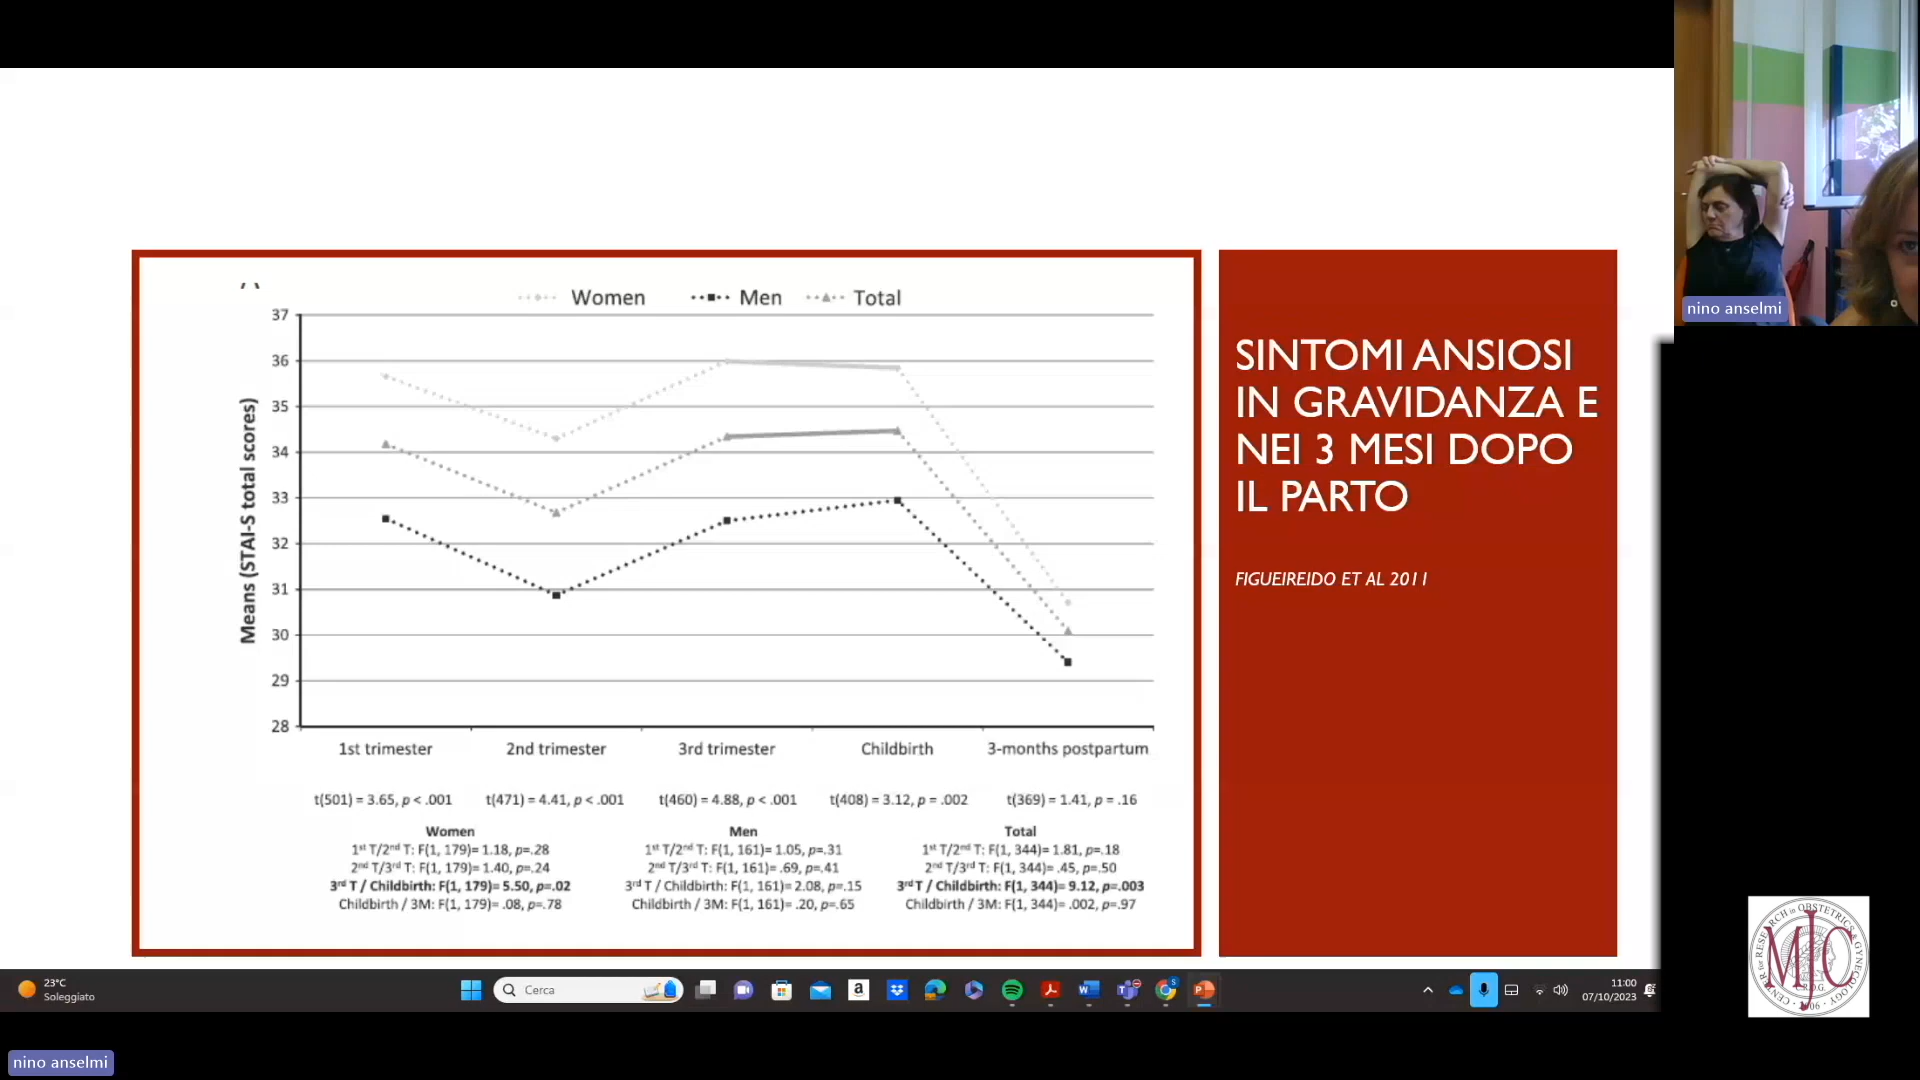 nino anselmi
Women Men Total
37
36
35
34
33
32
31
30
29
28
Means (STAI-S total scores)
1st trimester 2nd trimester 3rd trimester Childbirth 3-months postpartum
t(501) = 3.65, p < .001 t(471) = 4.41, p < .001 t(460) = 4.88, p < .001 t(408) = 3.12, p = .002 t(369) = 1.41, p = .16
Women
1st T/2nd T: F(1, 179)= 1.18, p=.28
2nd T/3rd T: F(1, 179)= 1.40, p=.24
3rd T / Childbirth: F(1, 179)= 5.50, p=.02
Childbirth / 3M: F(1, 179)= .08, p=.78
Men
1st T/2nd T: F(1, 161)= 1.05, p=.31
2nd T/3rd T: F(1, 161)= .69, p=.41
3rd T / Childbirth: F(1, 161)= 2.08, p=.15
Childbirth / 3M: F(1, 161)= .20, p=.65
Total
1st T/2nd T: F(1, 344)= 1.81, p=.18
2nd T/3rd T: F(1, 344)= .45, p=.50
3rd T / Childbirth: F(1, 344)= 9.12, p=.003
Childbirth / 3M: F(1, 344)= .002, p=.97
SINTOMI ANSIOSI
IN GRAVIDANZA E
NEI 3 MESI DOPO
IL PARTO
FIGUEIREIDO ET AL 2011
CENTER for RESEARCH in OBSTETRICS & GYNECOLOGY
MJC
C.R.O.G.
2006
23°C
Soleggiato
Cerca
11:00
07/10/2023
nino anselmi